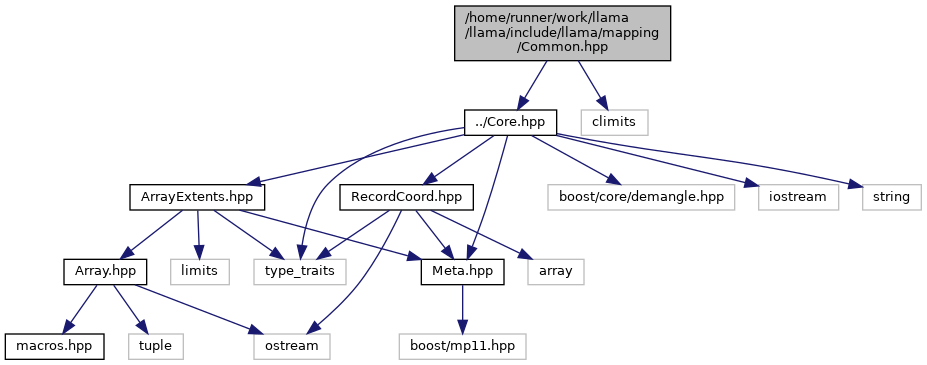 /home/runner/work/llama
/llama/include/llama/mapping
/Common.hpp
../Core.hpp
climits
ArrayExtents.hpp
RecordCoord.hpp
boost/core/demangle.hpp
iostream
string
Array.hpp
limits
type_traits
Meta.hpp
array
macros.hpp
tuple
ostream
boost/mp11.hpp